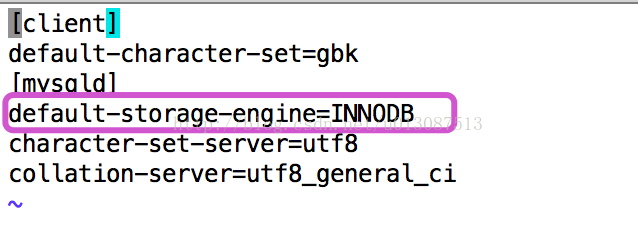 [client]
default-character-set=gbk
[mysqld]
default-storage-engine=INNODB
character-set-server=utf8
collation-server=utf8_general_ci
~